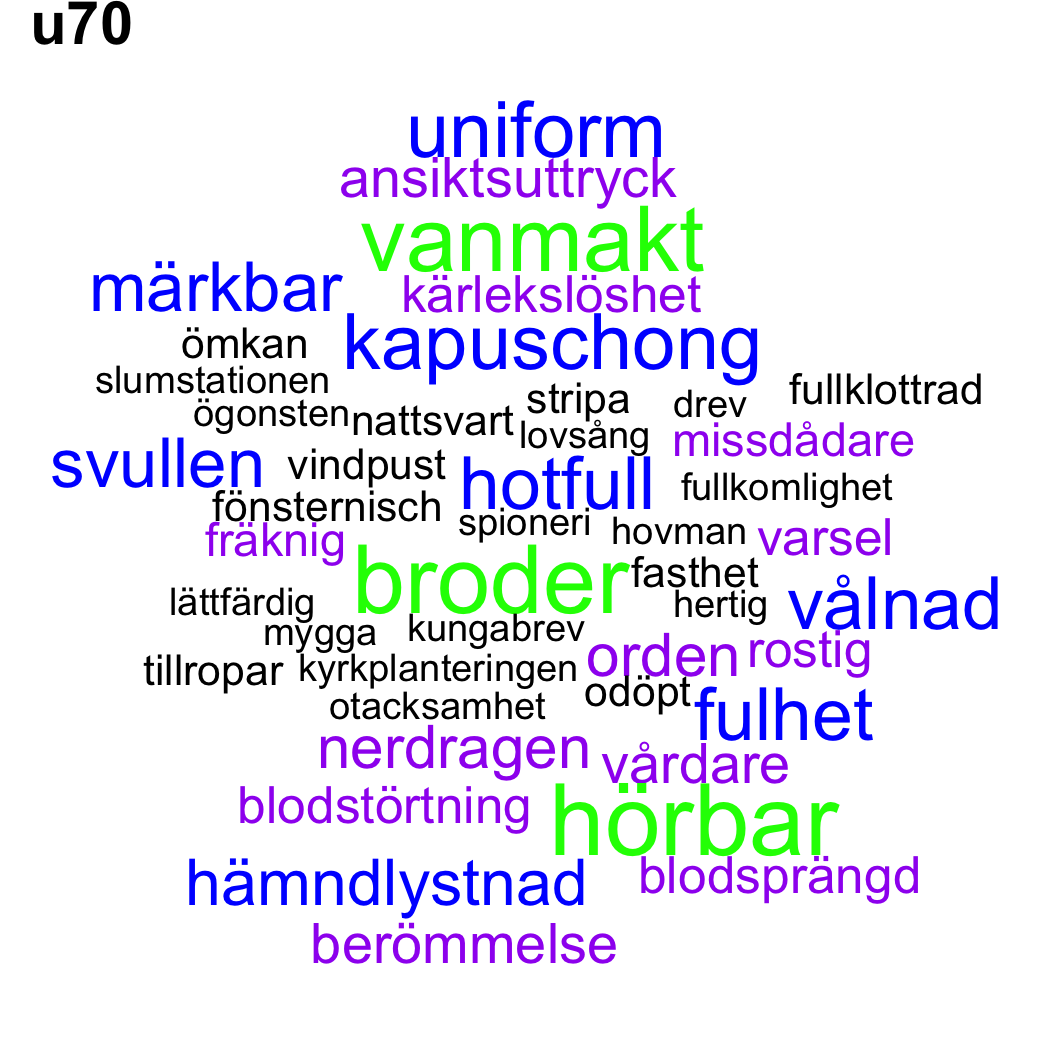 u70
uniform
ansiktsuttryck
vanmakt
märkbar
kärlekslöshet
ömkan
kapuschong
slumstationen
fullklottrad
stripa
drev
ögonsten
nattsvart
lovsång
missdådare
svullen
vindpust
hotfull
fullkomlighet
fönsternisch
spioneri
hovman
varsel
fräknig
broder
fasthet
lättfärdig
hertig
vålnad
mygga
kungabrev
orden
rostig
tillropar
kyrkplanteringen
odöpt
otacksamhet
fulhet
nerdragen
vårdare
blodstörtning
hörbar
hämndlystnad
blodsprängd
berömmelse